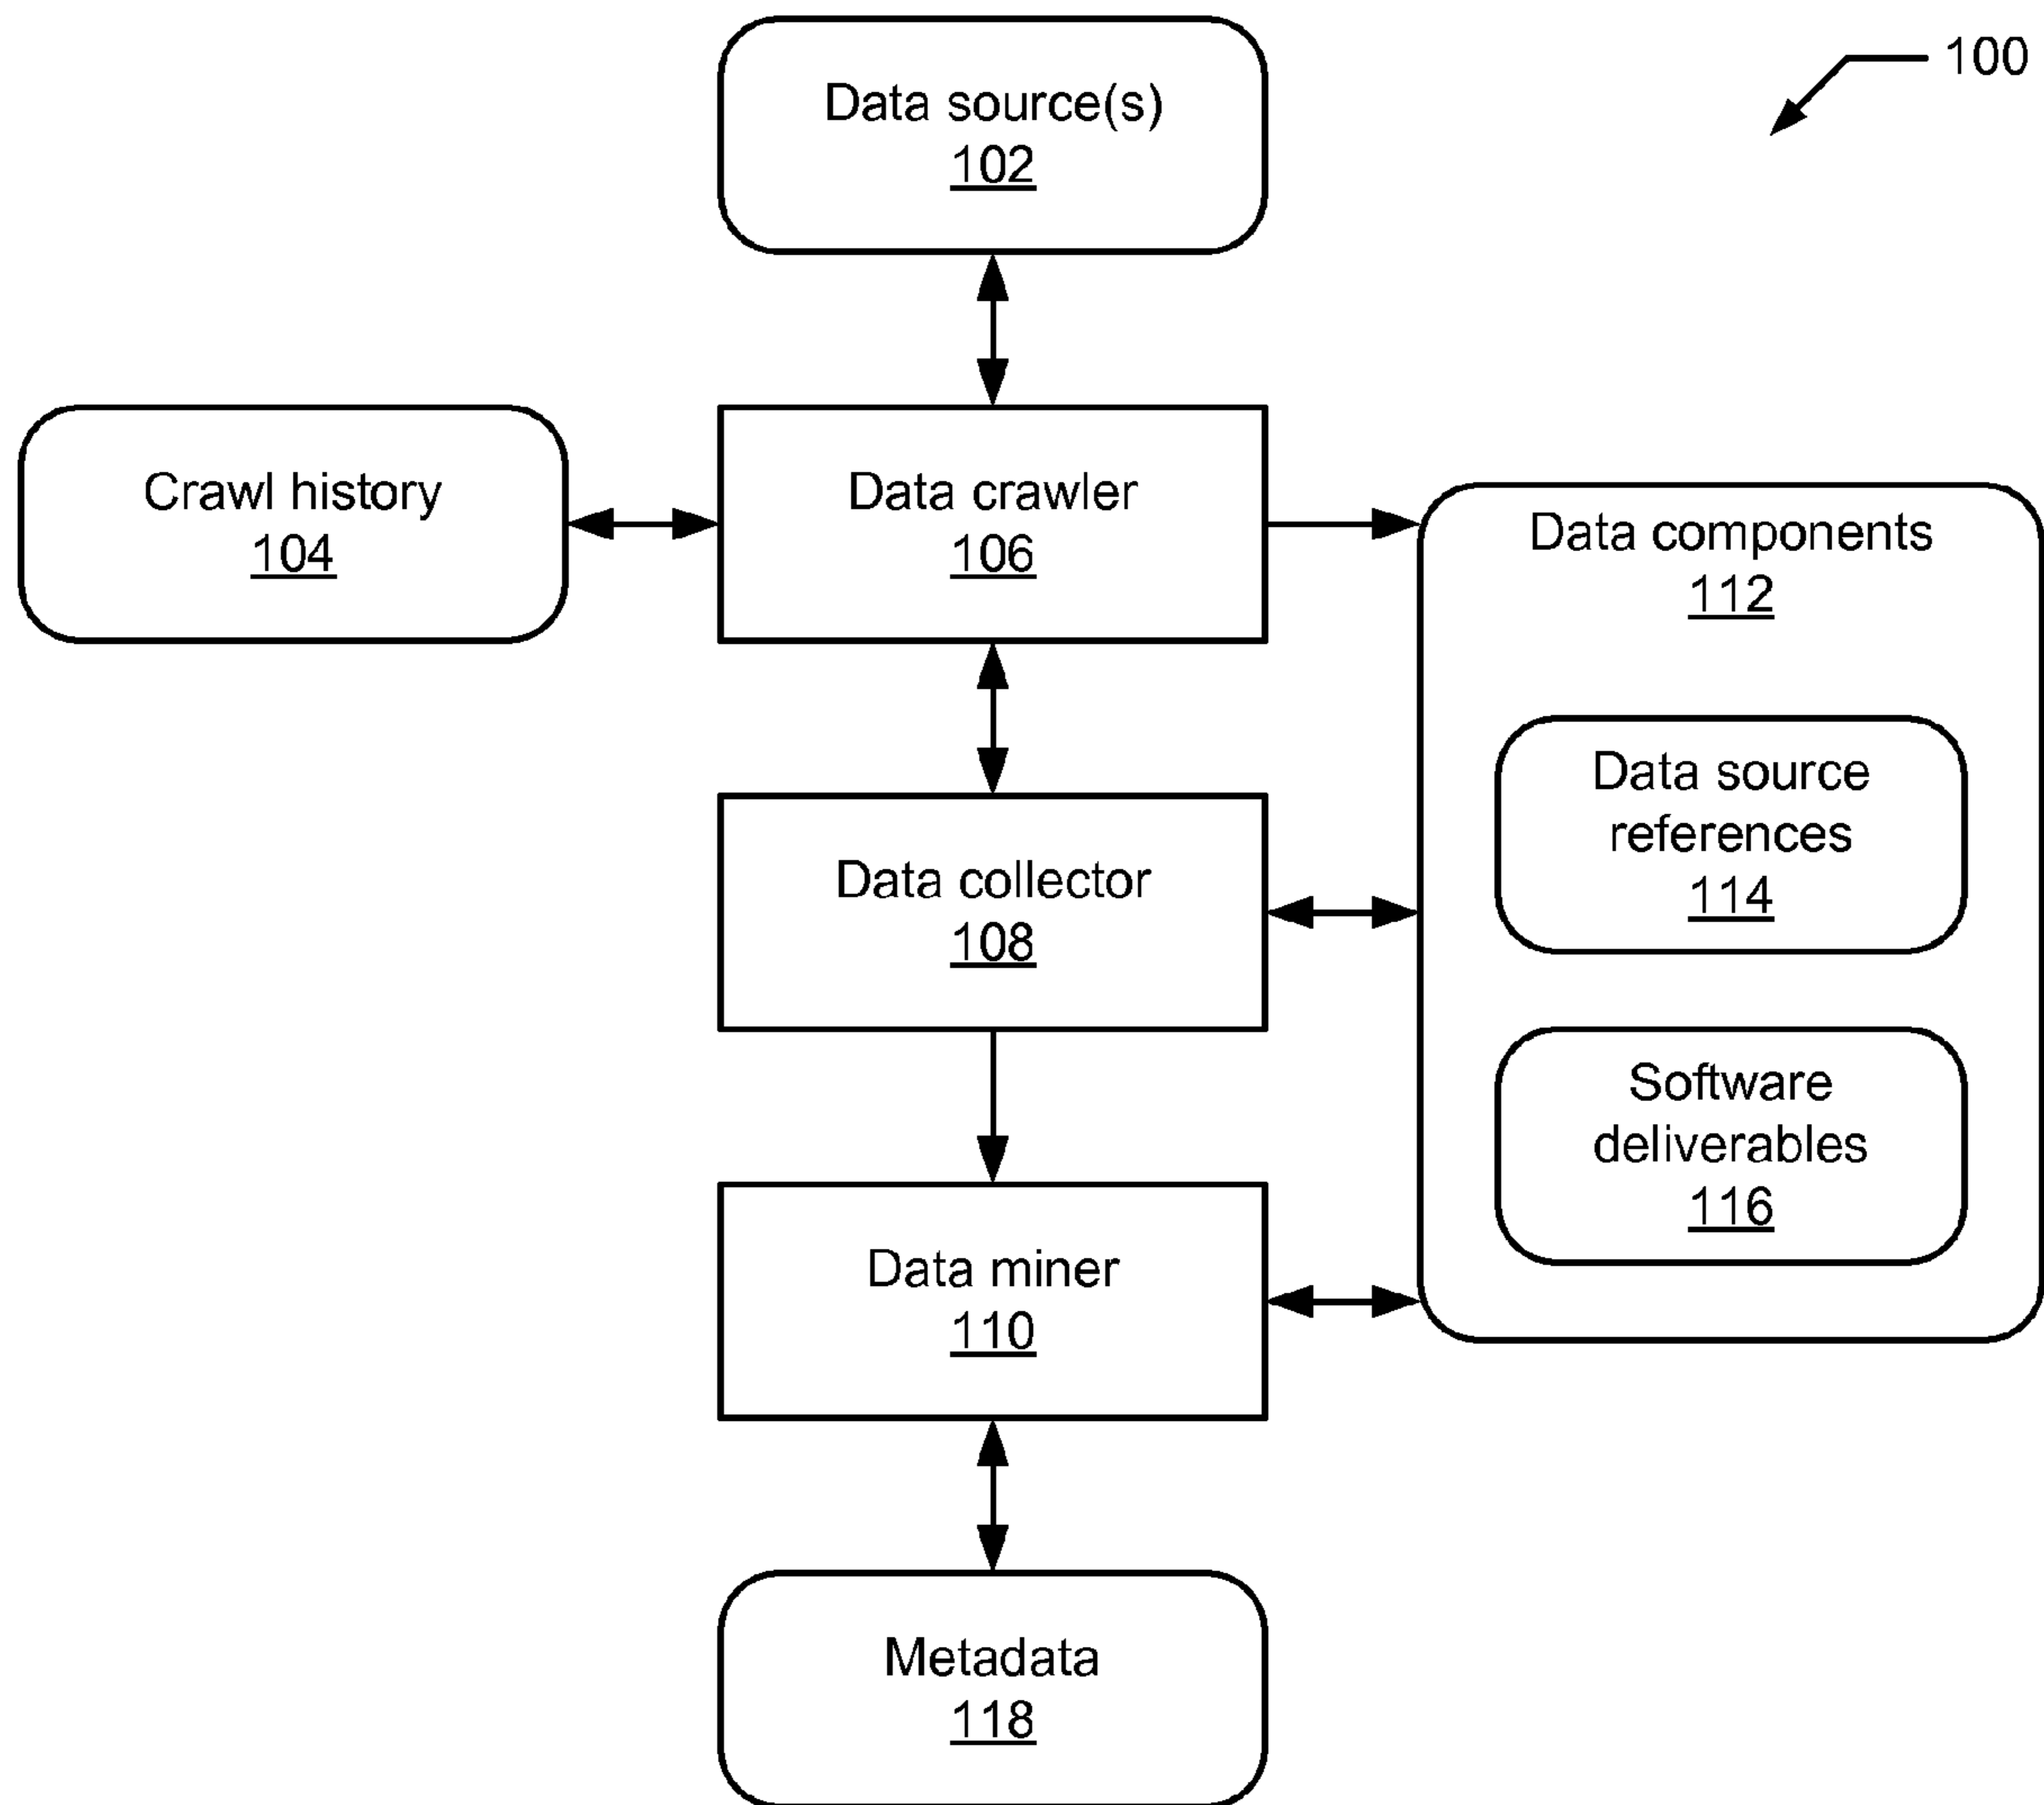 100
Data source(s)
102
Crawl history
104
Data crawler
106
Data components
112
Data source
references
114
Data collector
108
Software
deliverables
116
Data miner
110
Metadata
118